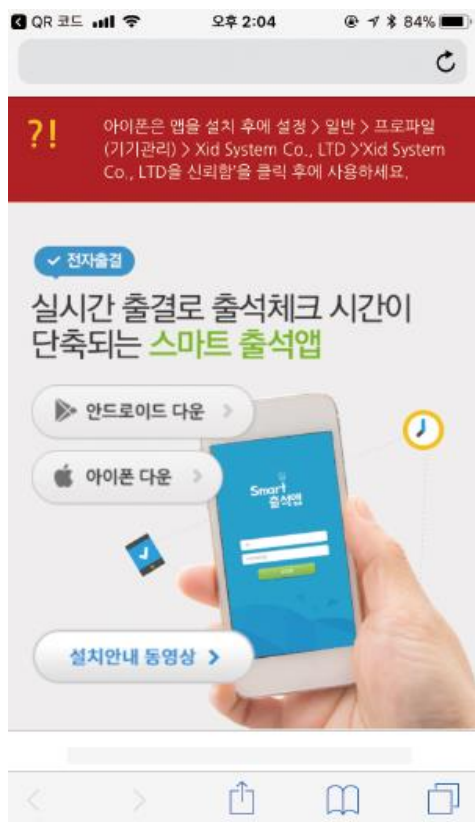 QR 코드
오후 2:04
84%
?!
아이폰은 앱을 설치 후에 설정 > 일반 > 프로파일
(기기관리) > Xid System Co., LTD >'Xid System
Co., LTD을 신뢰함'을 클릭 후에 사용하세요.
전자출결
실시간 출결로 출석체크 시간이
단축되는 스마트 출석앱
안드로이드 다운 >
아이폰 다운 >
Smart
출석앱
설치안내 동영상 >